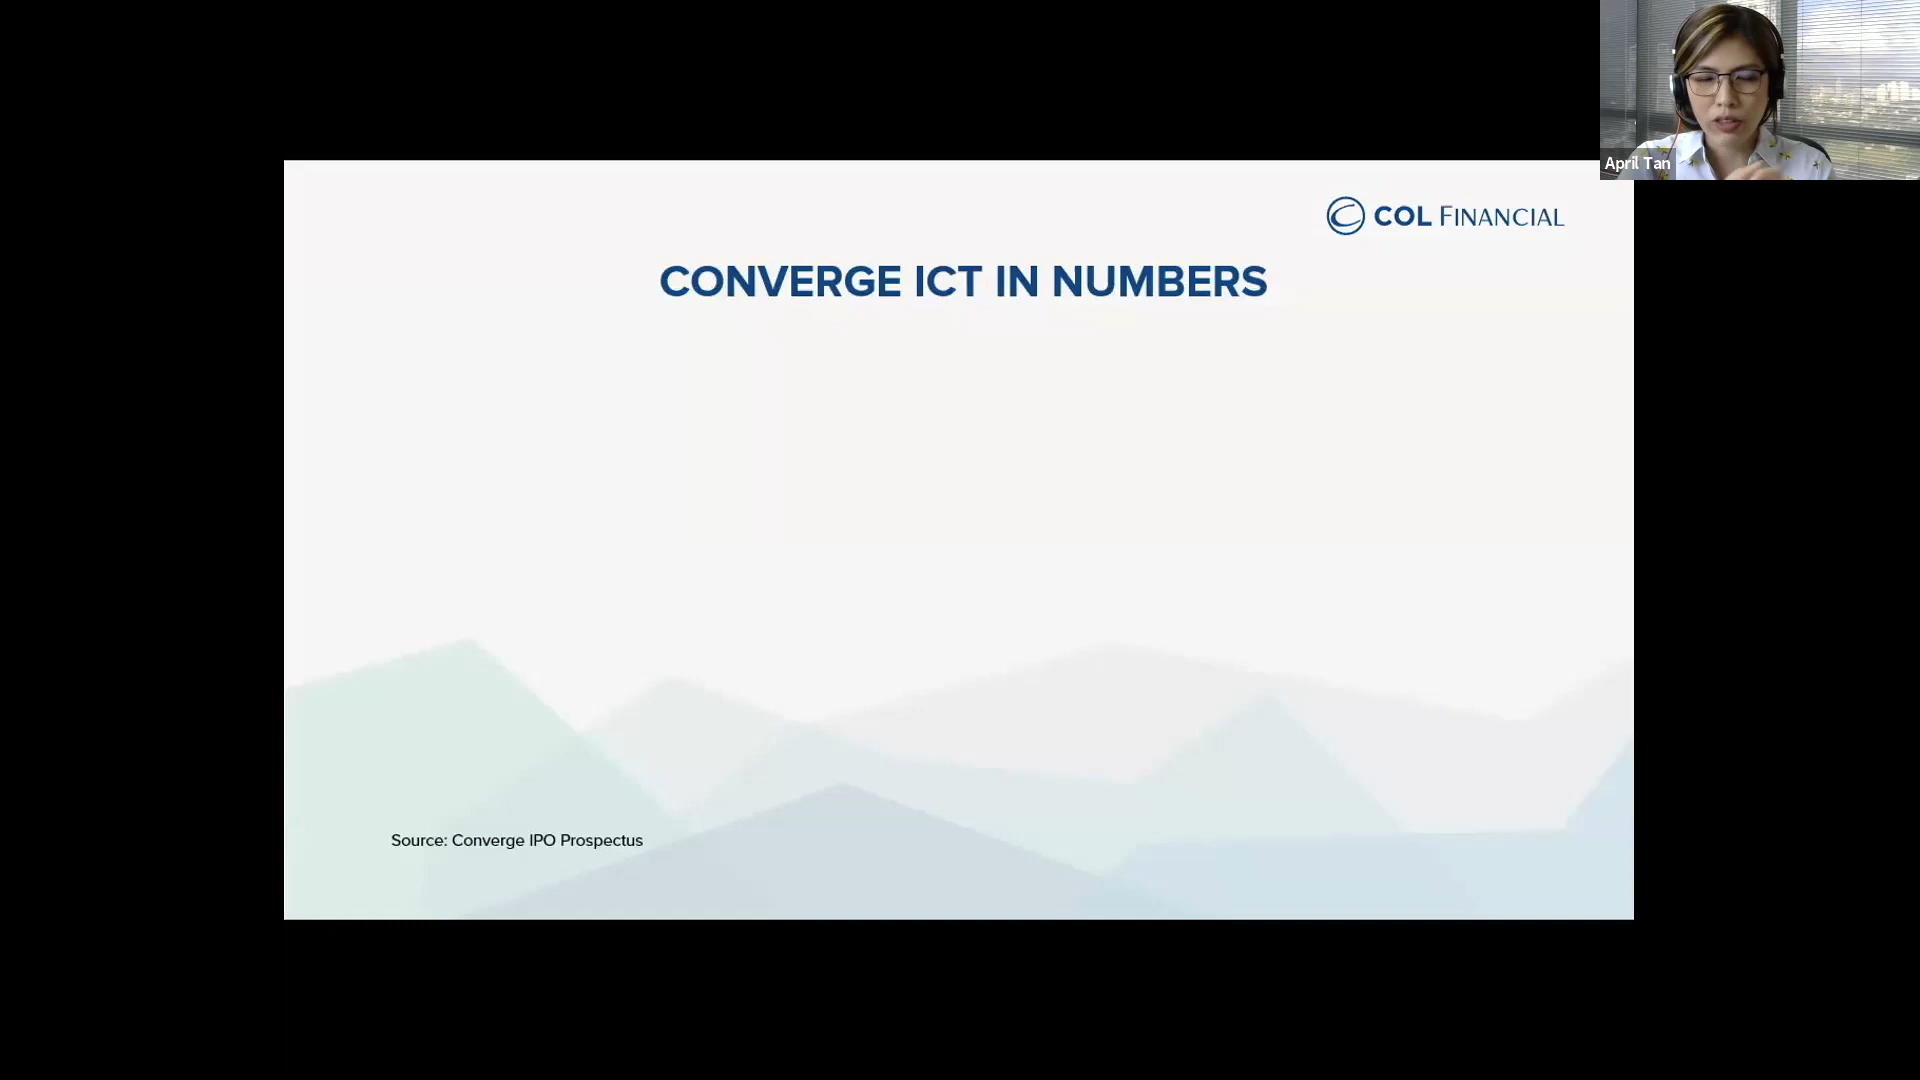 April Tan
COL FINANCIAL
CONVERGE ICT IN NUMBERS
Source: Converge IPO Prospectus